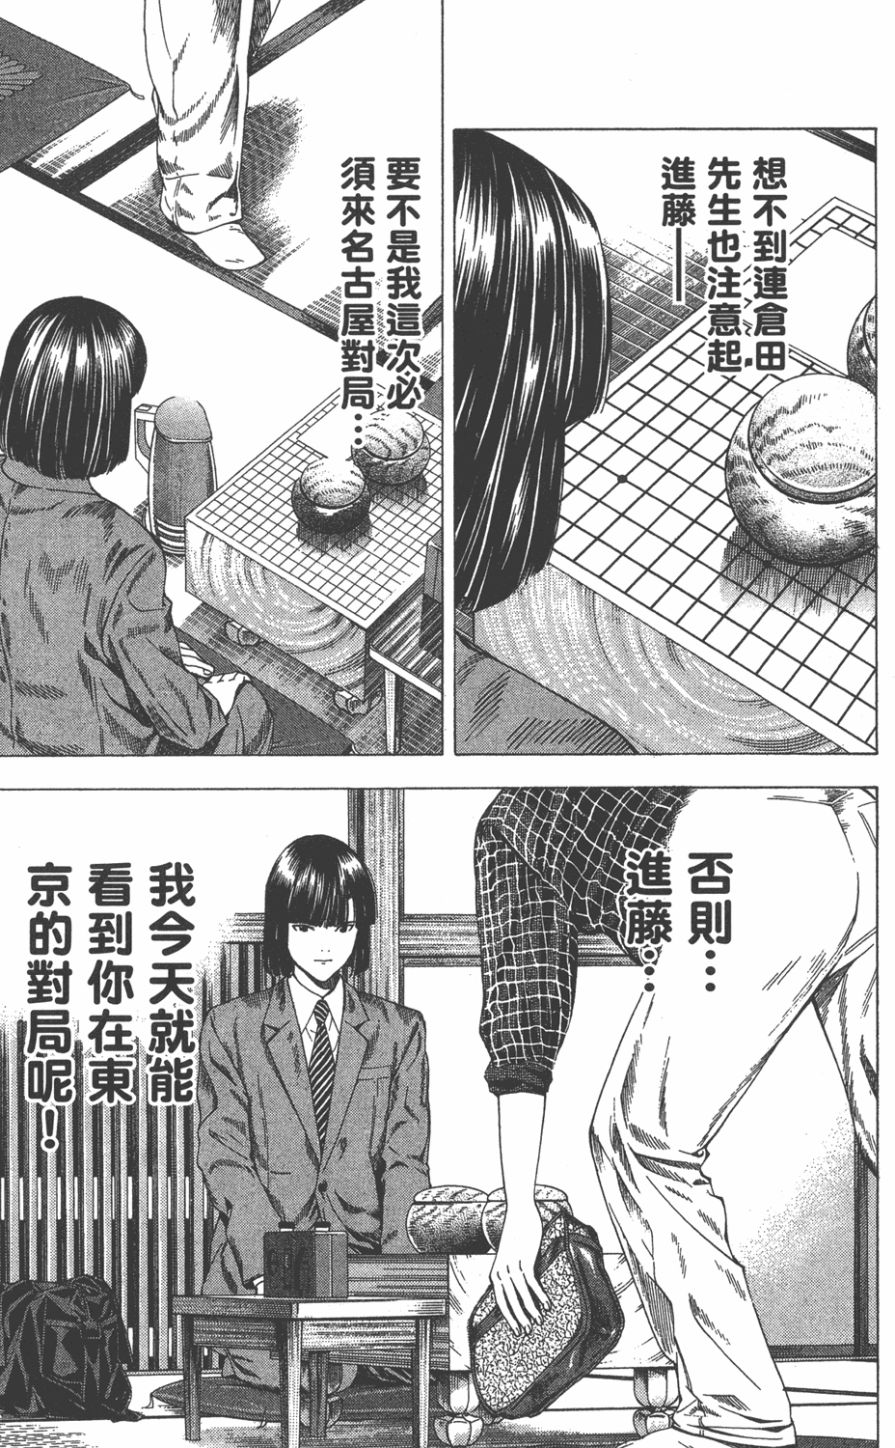 想不到連倉田
先生也注意起
進藤——
要不是我這次必
須來名古屋對局…
否則…
進藤…
我今天就能
看到你在東
京的對局呢！